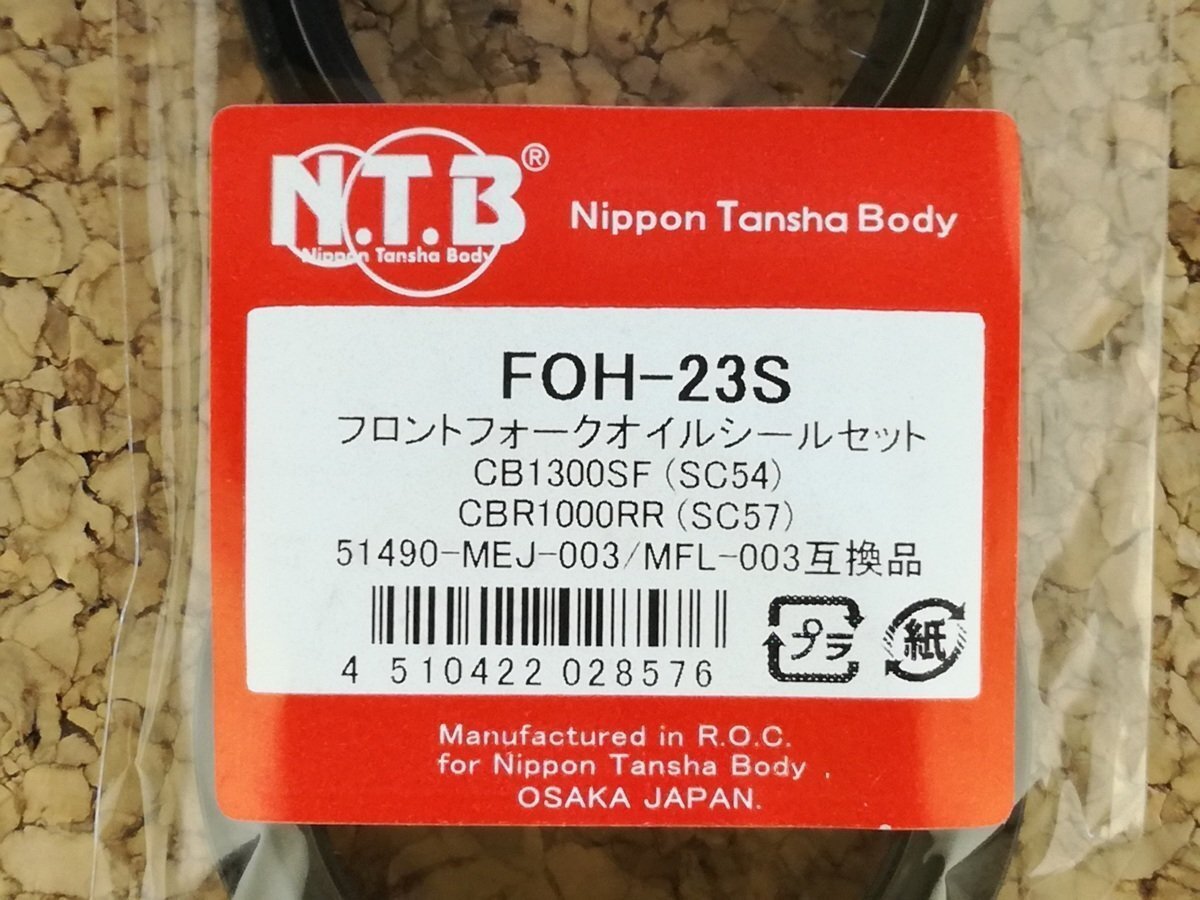 N.T.B®
Nippon Tansha Body
Nippon Tansha Body
FOH-23S
フロントフォークオイルシールセット
CB1300SF(SC54)
CBR1000RR(SC57)
51490-MEJ-003/MFL-003互換品
4 510422 028576
プラ
紙
Manufactured in R.O.C.
for Nippon Tansha Body ,
OSAKA JAPAN.